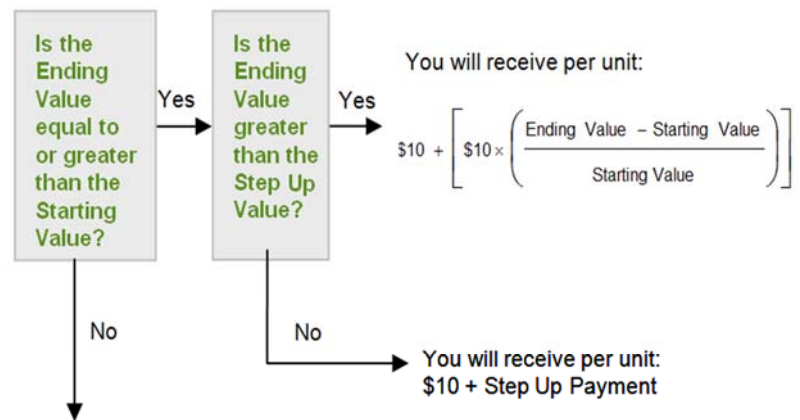 Is the
Ending
Value
equal to
or greater
than the
Starting
Value?
Yes
Is the
Ending
Value
greater
than the
Step Up
Value?
Yes
You will receive per unit:
$10 + [ $10 × ( Ending Value – Starting Value
Starting Value ) ]
No
No
You will receive per unit:
$10 + Step Up Payment